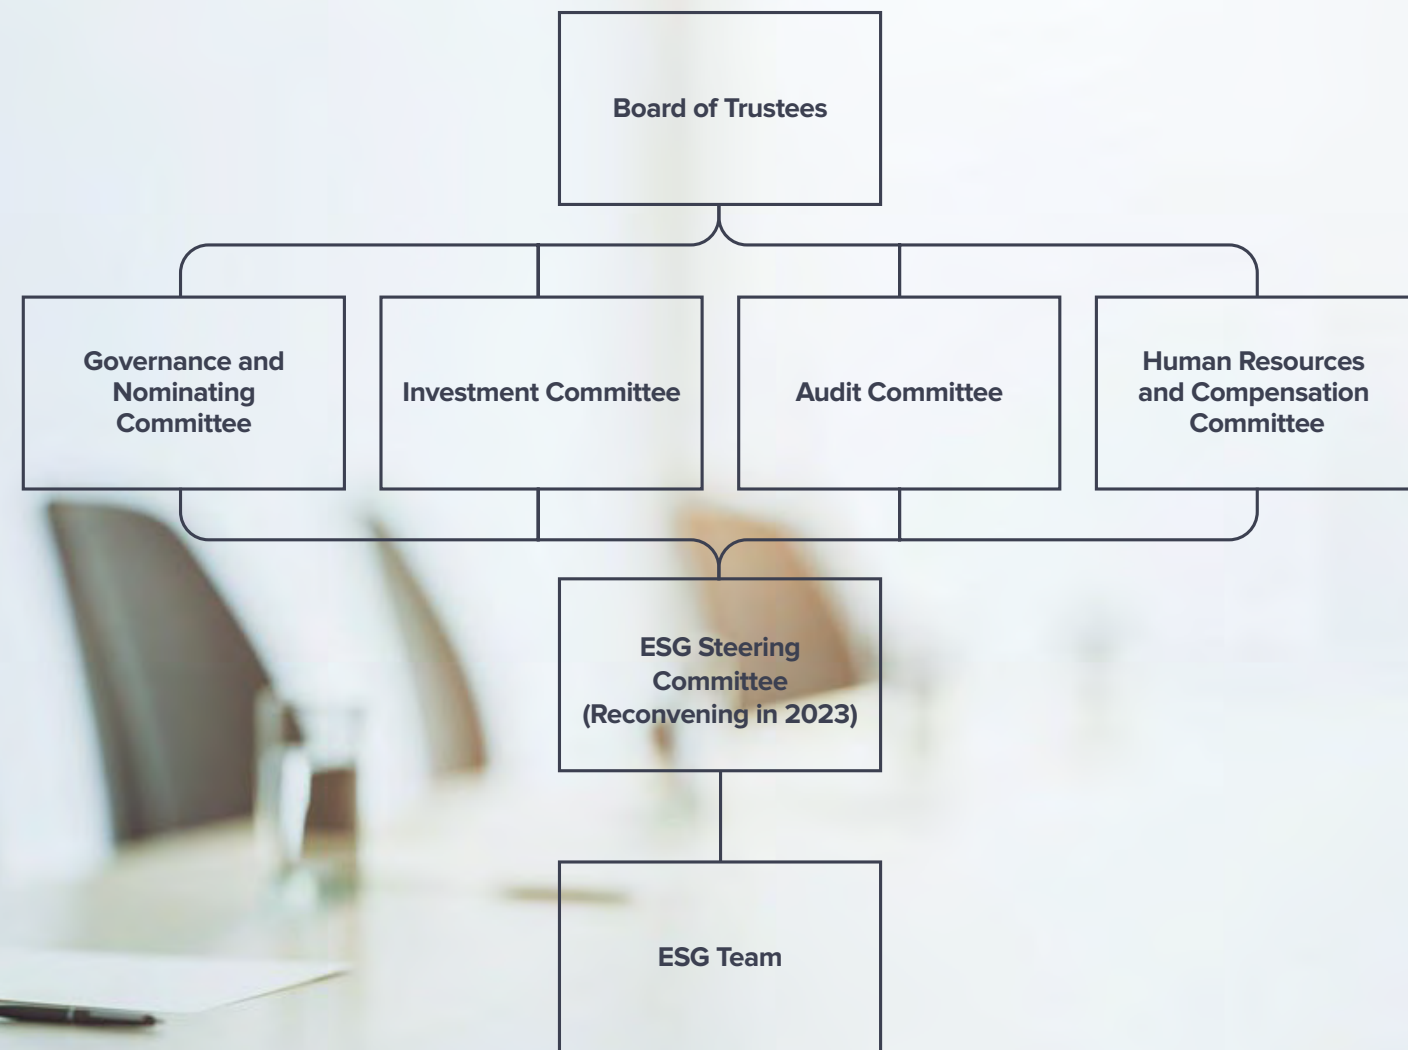 Board of Trustees
Governance and
Nominating
Committee
Investment Committee
Audit Committee
Human Resources
and Compensation
Committee
ESG Steering
Committee
(Reconvening in 2023)
ESG Team